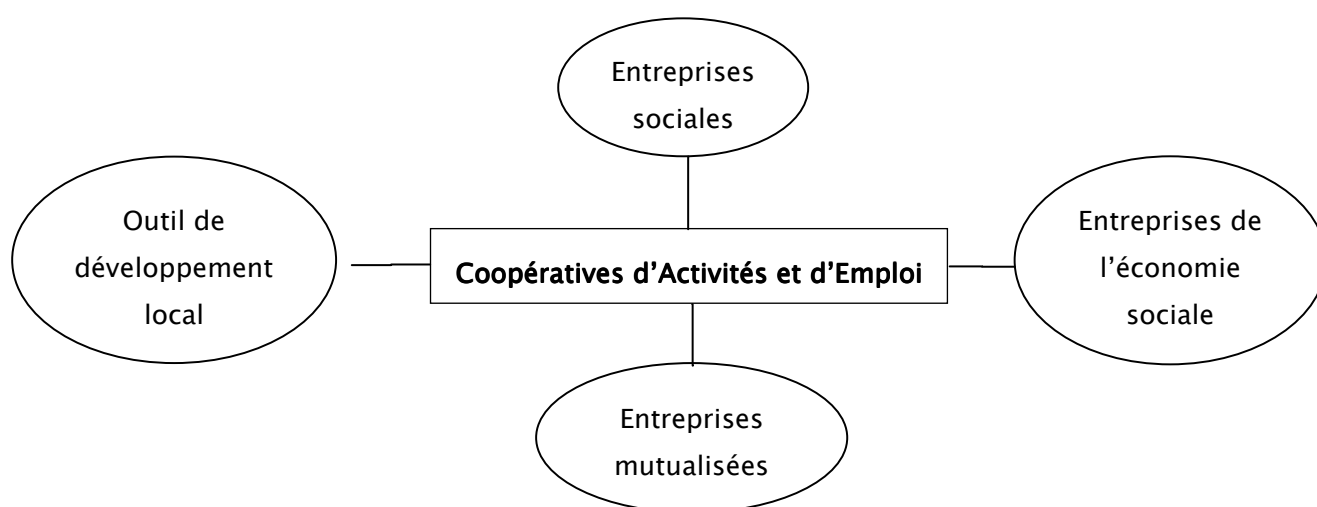 Entreprises
sociales
Outil de
développement
local
Coopératives d’Activités et d’Emploi
Entreprises de
l’économie
sociale
Entreprises
mutualisées